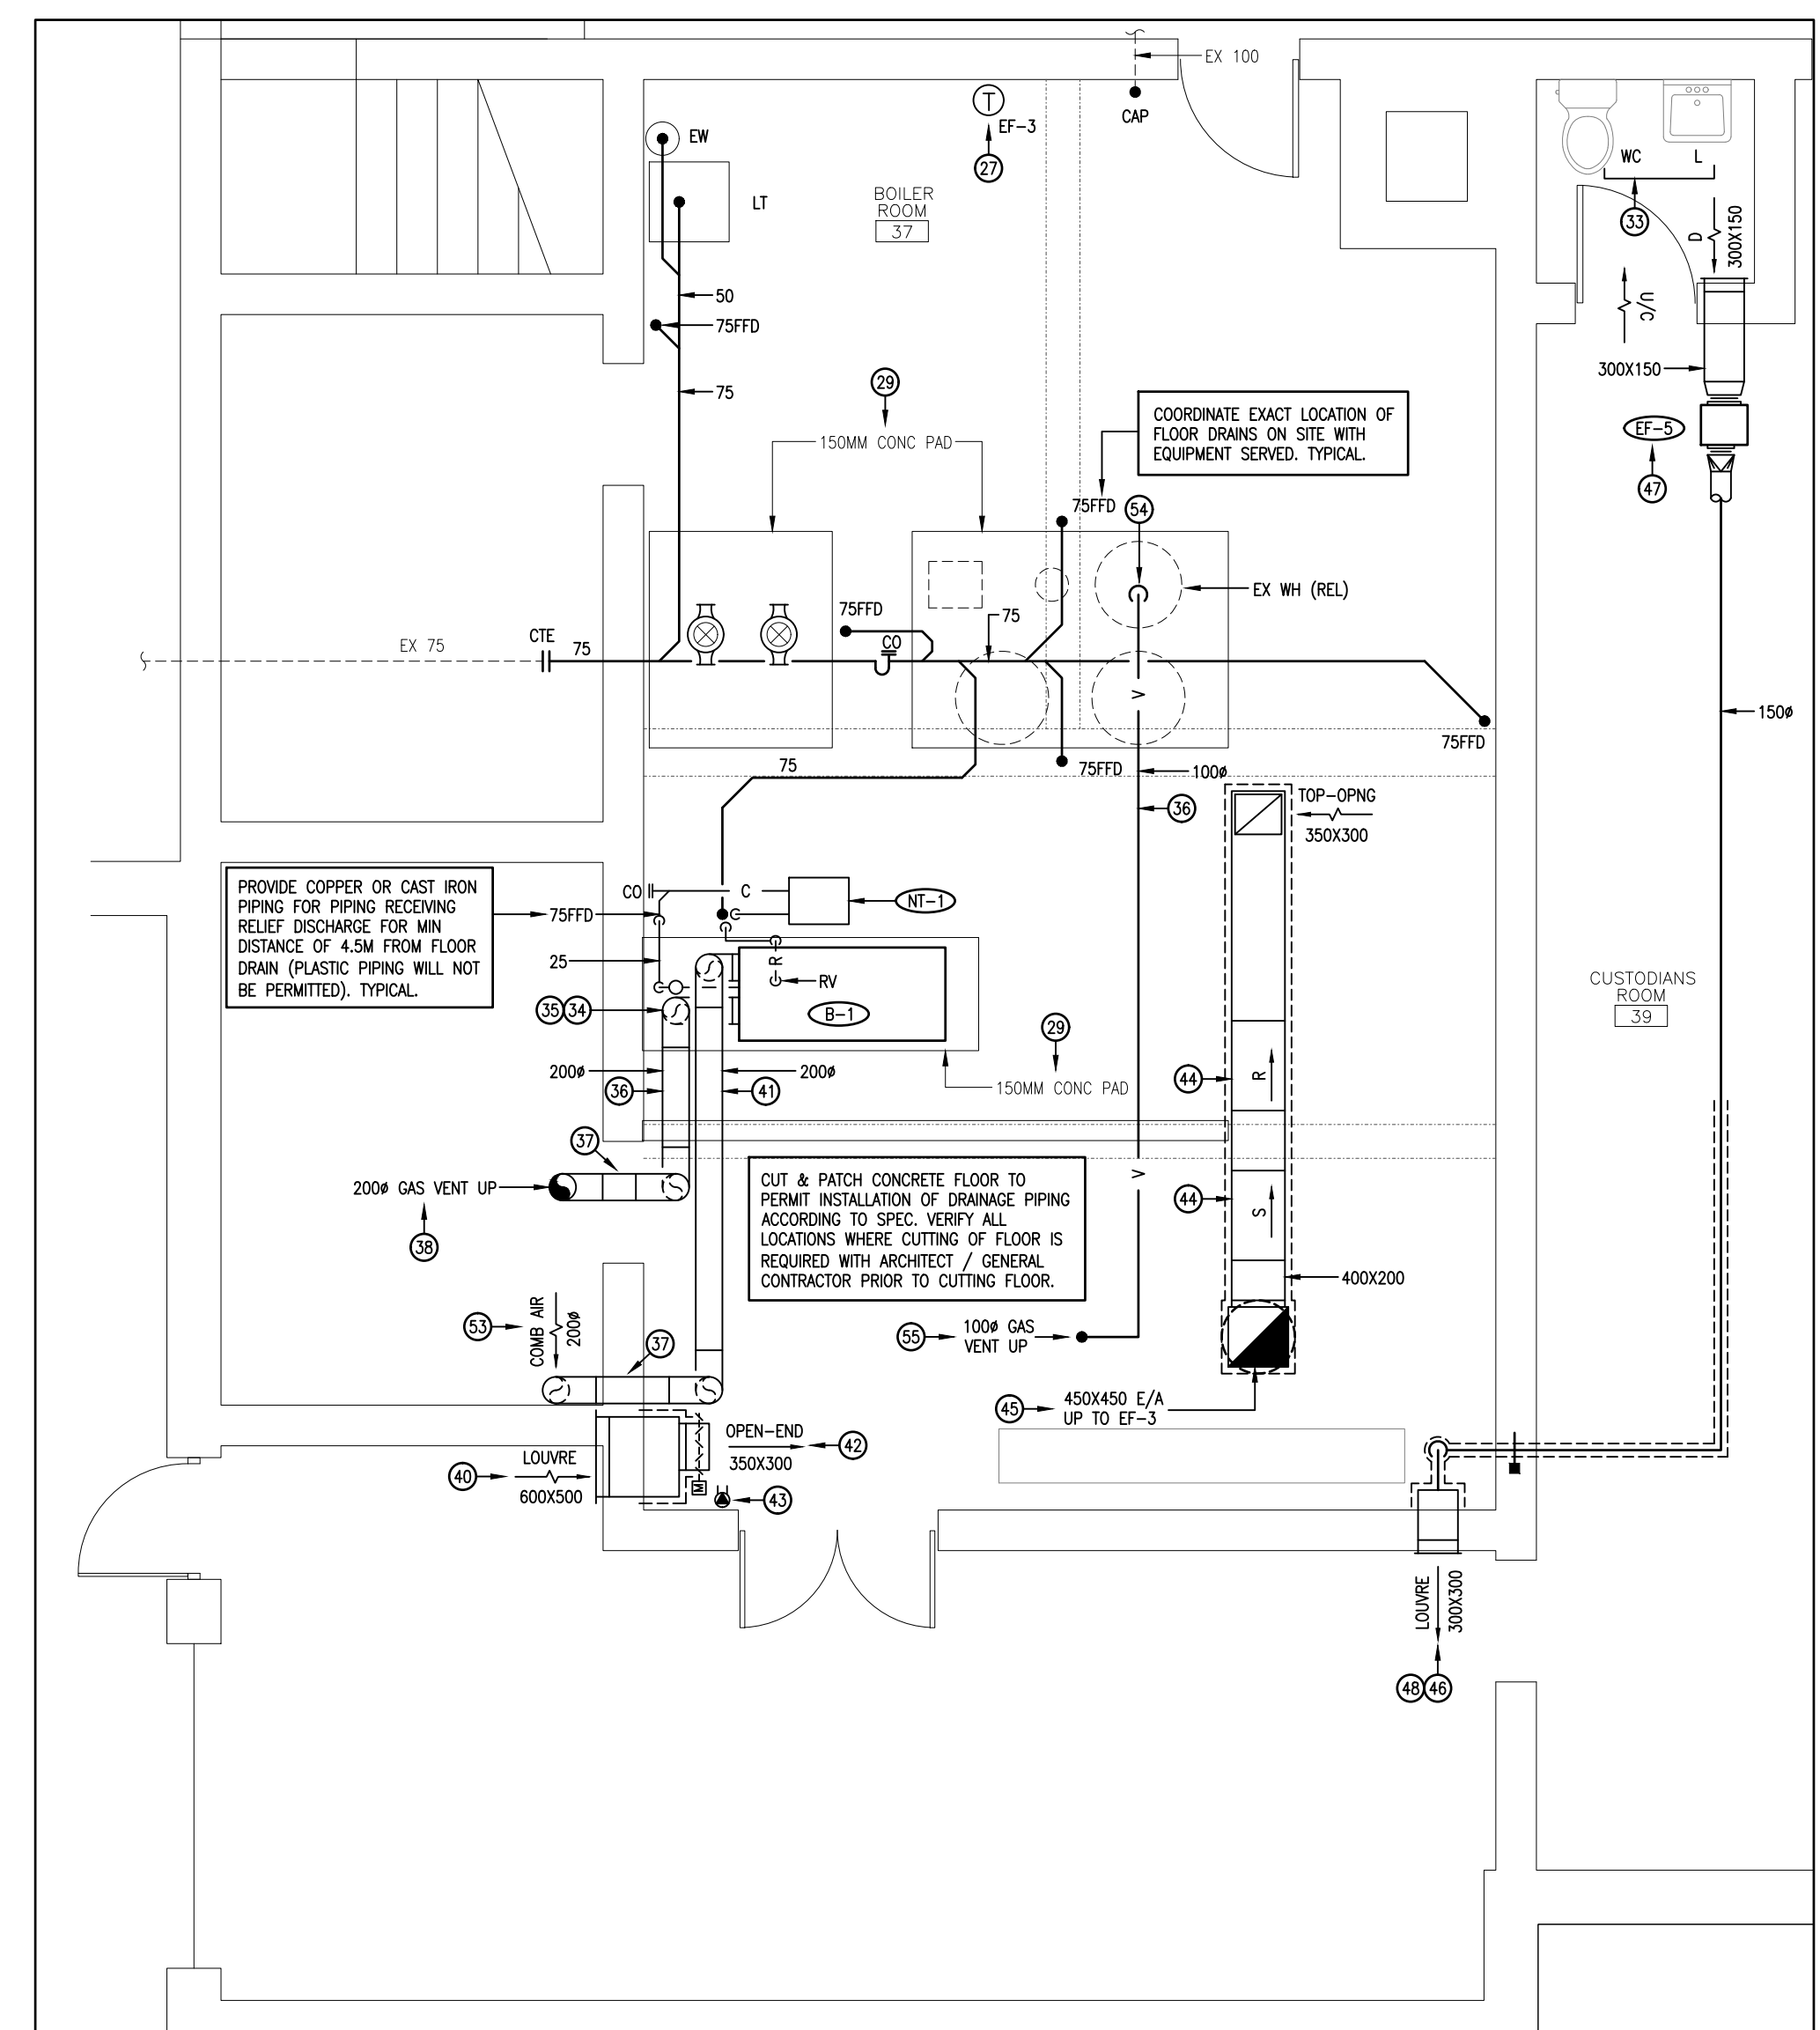 EX 100
CAP
T
EF-3
27
EW
LT
BOILER
ROOM
37
WC
L
33
D
300X150
U/C
300X150
EF-5
47
50
75FFD
75
29
150MM CONC PAD
COORDINATE EXACT LOCATION OF
FLOOR DRAINS ON SITE WITH
EQUIPMENT SERVED. TYPICAL.
75FFD
54
EX WH (REL)
75FFD
75
CO
EX 75
CTE
75
V
150ø
75FFD
75
75FFD
100ø
36
TOP-OPNG
350X300
PROVIDE COPPER OR CAST IRON
PIPING FOR PIPING RECEIVING
RELIEF DISCHARGE FOR MIN
DISTANCE OF 4.5M FROM FLOOR
DRAIN (PLASTIC PIPING WILL NOT
BE PERMITTED). TYPICAL.
CO
C
NT-1
75FFD
25
R
RV
B-1
35
34
CUSTODIANS
ROOM
39
29
150MM CONC PAD
200ø
200ø
36
41
44
R
37
200ø GAS VENT UP
38
CUT & PATCH CONCRETE FLOOR TO
PERMIT INSTALLATION OF DRAINAGE PIPING
ACCORDING TO SPEC. VERIFY ALL
LOCATIONS WHERE CUTTING OF FLOOR IS
REQUIRED WITH ARCHITECT / GENERAL
CONTRACTOR PRIOR TO CUTTING FLOOR.
V
44
S
400X200
53
COMB AIR
200ø
37
55
100ø GAS
VENT UP
45
450X450 E/A
UP TO EF-3
OPEN-END
350X300
42
40
LOUVRE
600X500
M
43
LOUVRE
300X300
48
46